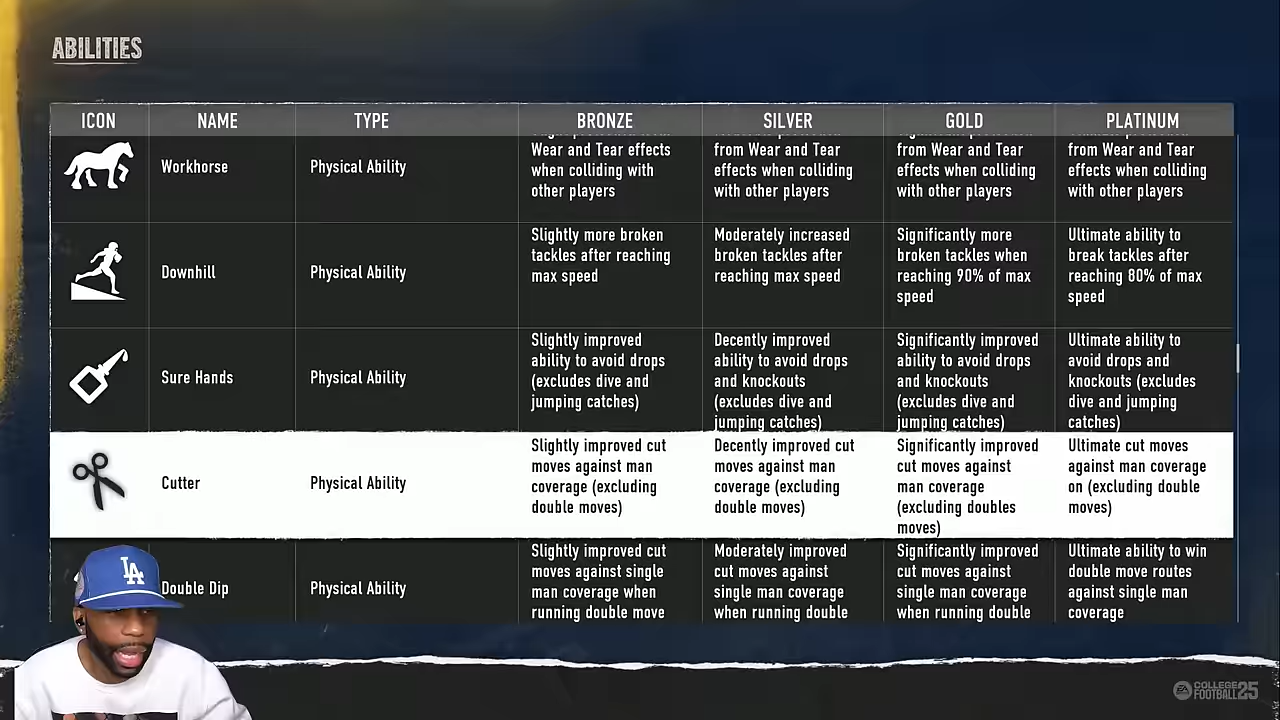 ABILITIES
ICON NAME TYPE BRONZE SILVER GOLD PLATINUM
Workhorse
Physical Ability
Wear and Tear effects
when colliding with
other players
from Wear and Tear
effects when colliding
with other players
from Wear and Tear
effects when colliding
with other players
from Wear and Tear
effects when colliding
with other players
Downhill
Physical Ability
Slightly more broken
tackles after reaching
max speed
Moderately increased
broken tackles after
reaching max speed
Significantly more
broken tackles when
reaching 90% of max
speed
Ultimate ability to
break tackles after
reaching 80% of max
speed
Sure Hands
Physical Ability
Slightly improved
ability to avoid drops
(excludes dive and
jumping catches)
Decently improved
ability to avoid drops
and knockouts
(excludes dive and
jumping catches)
Significantly improved
ability to avoid drops
and knockouts
(excludes dive and
jumping catches)
Ultimate ability to
avoid drops and
knockouts (excludes
dive and jumping
catches)
Cutter
Physical Ability
Slightly improved cut
moves against man
coverage (excluding
double moves)
Decently improved cut
moves against man
coverage (excluding
double moves)
Significantly improved
cut moves against
man coverage
(excluding doubles
moves)
Ultimate cut moves
against man coverage
on (excluding double
moves)
Double Dip
Physical Ability
Slightly improved cut
moves against single
man coverage when
running double move
Moderately improved
cut moves against
single man coverage
when running double
Significantly improved
cut moves against
single man coverage
when running double
Ultimate ability to win
double move routes
against single man
coverage
LA
EA COLLEGE
FOOTBALL 25